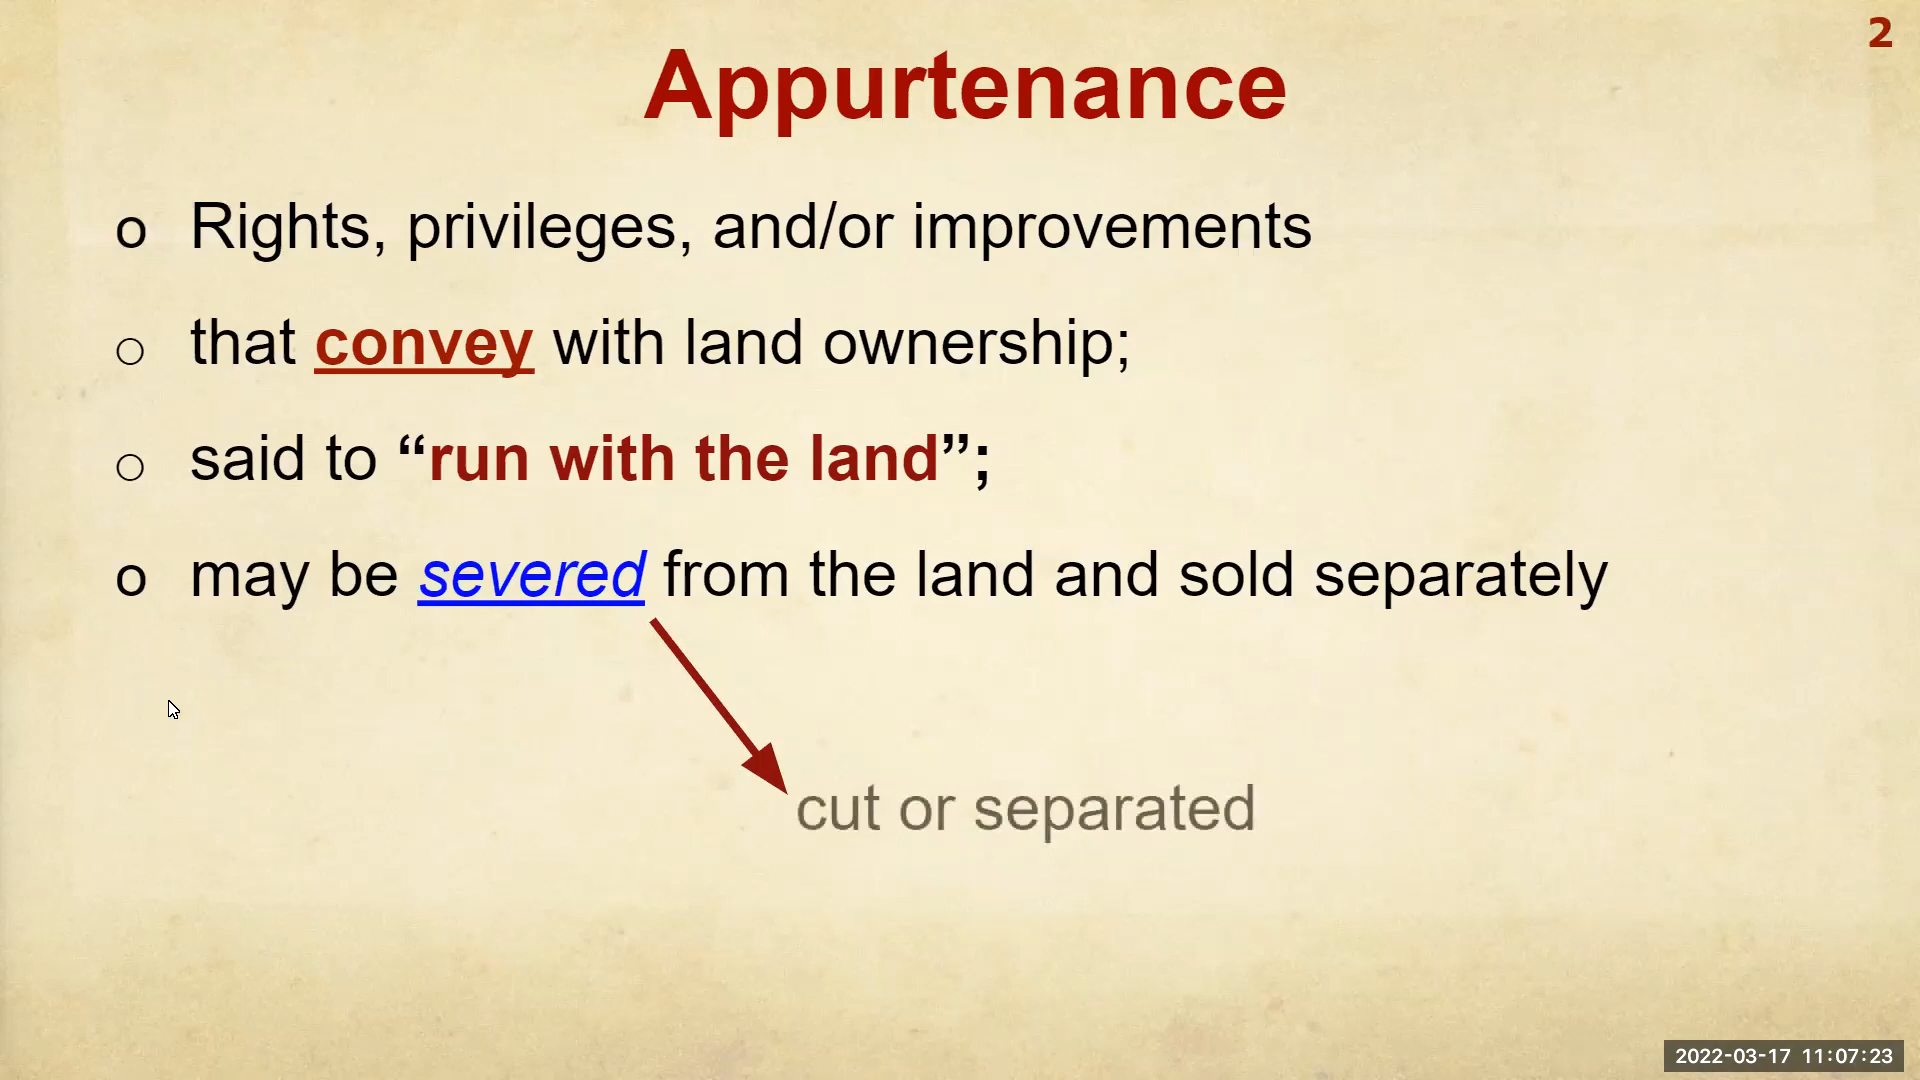 2
Appurtenance
o Rights, privileges, and/or improvements
○ that convey with land ownership;
○ said to “run with the land”;
o may be severed from the land and sold separately
cut or separated
2022-03-17 11:07:23